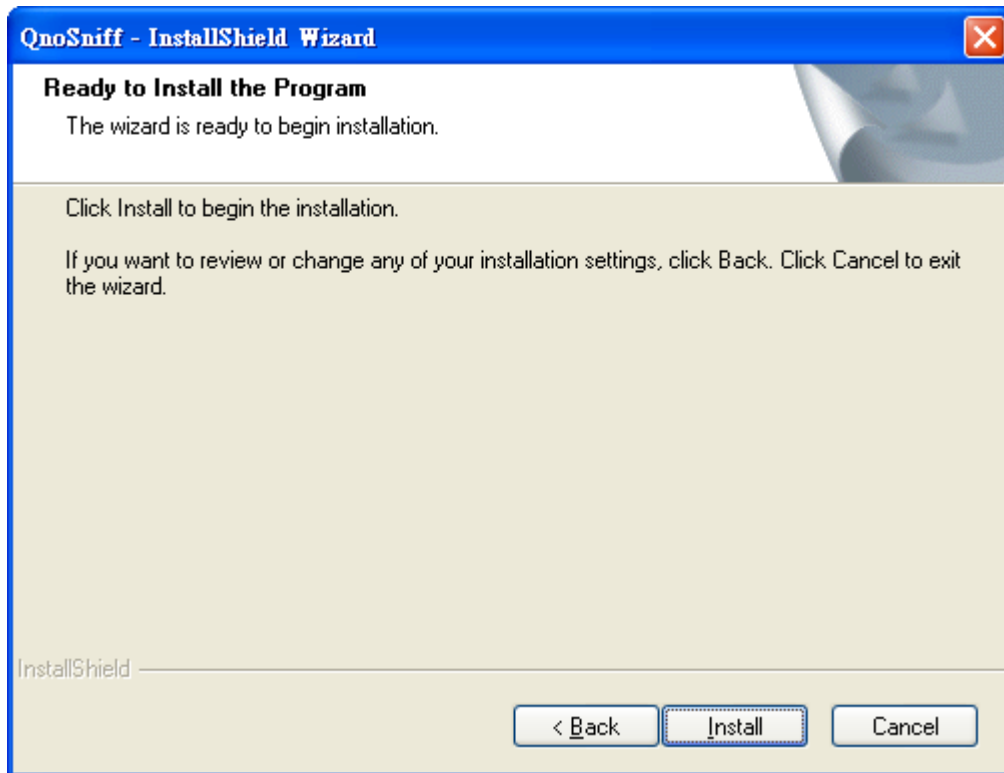 QnoSniff - InstallShield Wizard
Ready to Install the Program
The wizard is ready to begin installation.
Click Install to begin the installation.
If you want to review or change any of your installation settings, click Back. Click Cancel to exit
the wizard.
InstallShield
< Back Install Cancel